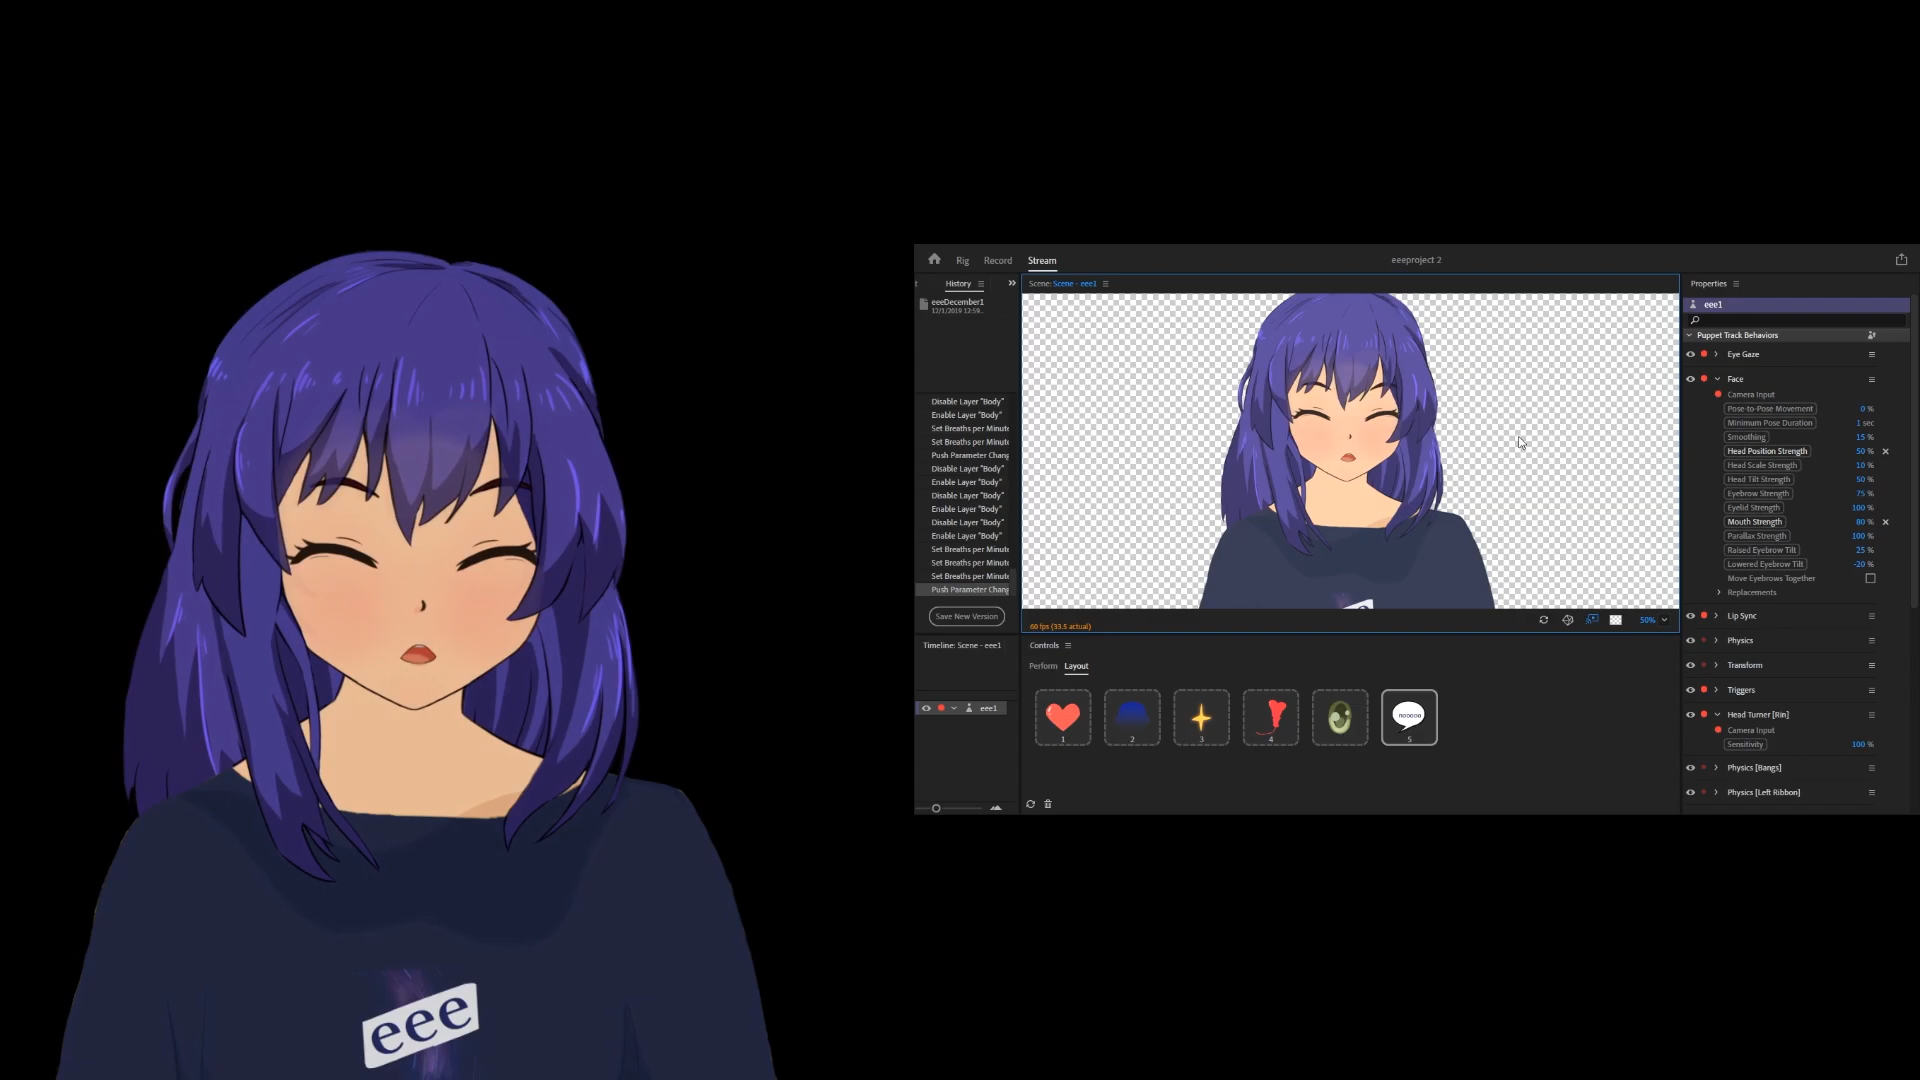 eee
Rig
Record
Stream
eeeproject 2
History
eeeDecember1
12/1/2019 12:59...
Disable Layer "Body"
Enable Layer "Body"
Set Breaths per Minute
Set Breaths per Minute
Push Parameter Chang
Disable Layer "Body"
Enable Layer "Body"
Disable Layer "Body"
Enable Layer "Body"
Disable Layer "Body"
Enable Layer "Body"
Set Breaths per Minute
Set Breaths per Minute
Set Breaths per Minute
Push Parameter Chang
Save New Version
Timeline: Scene - eee1
eee1
Scene: Scene - eee1
60 fps (33.5 actual)
50%
Controls
Perform Layout
1
2
3
4
nooooo
5
Properties
eee1
Puppet Track Behaviors
Eye Gaze
Face
Camera Input
Pose-to-Pose Movement 0 %
Minimum Pose Duration 1 sec
Smoothing 15 %
Head Position Strength 50 %
Head Scale Strength 10 %
Head Tilt Strength 50 %
Eyebrow Strength 75 %
Eyelid Strength 100 %
Mouth Strength 80 %
Parallax Strength 100 %
Raised Eyebrow Tilt 25 %
Lowered Eyebrow Tilt -20 %
Move Eyebrows Together
Replacements
Lip Sync
Physics
Transform
Triggers
Head Turner [Rin]
Camera Input
Sensitivity 100 %
Physics [Bangs]
Physics [Left Ribbon]